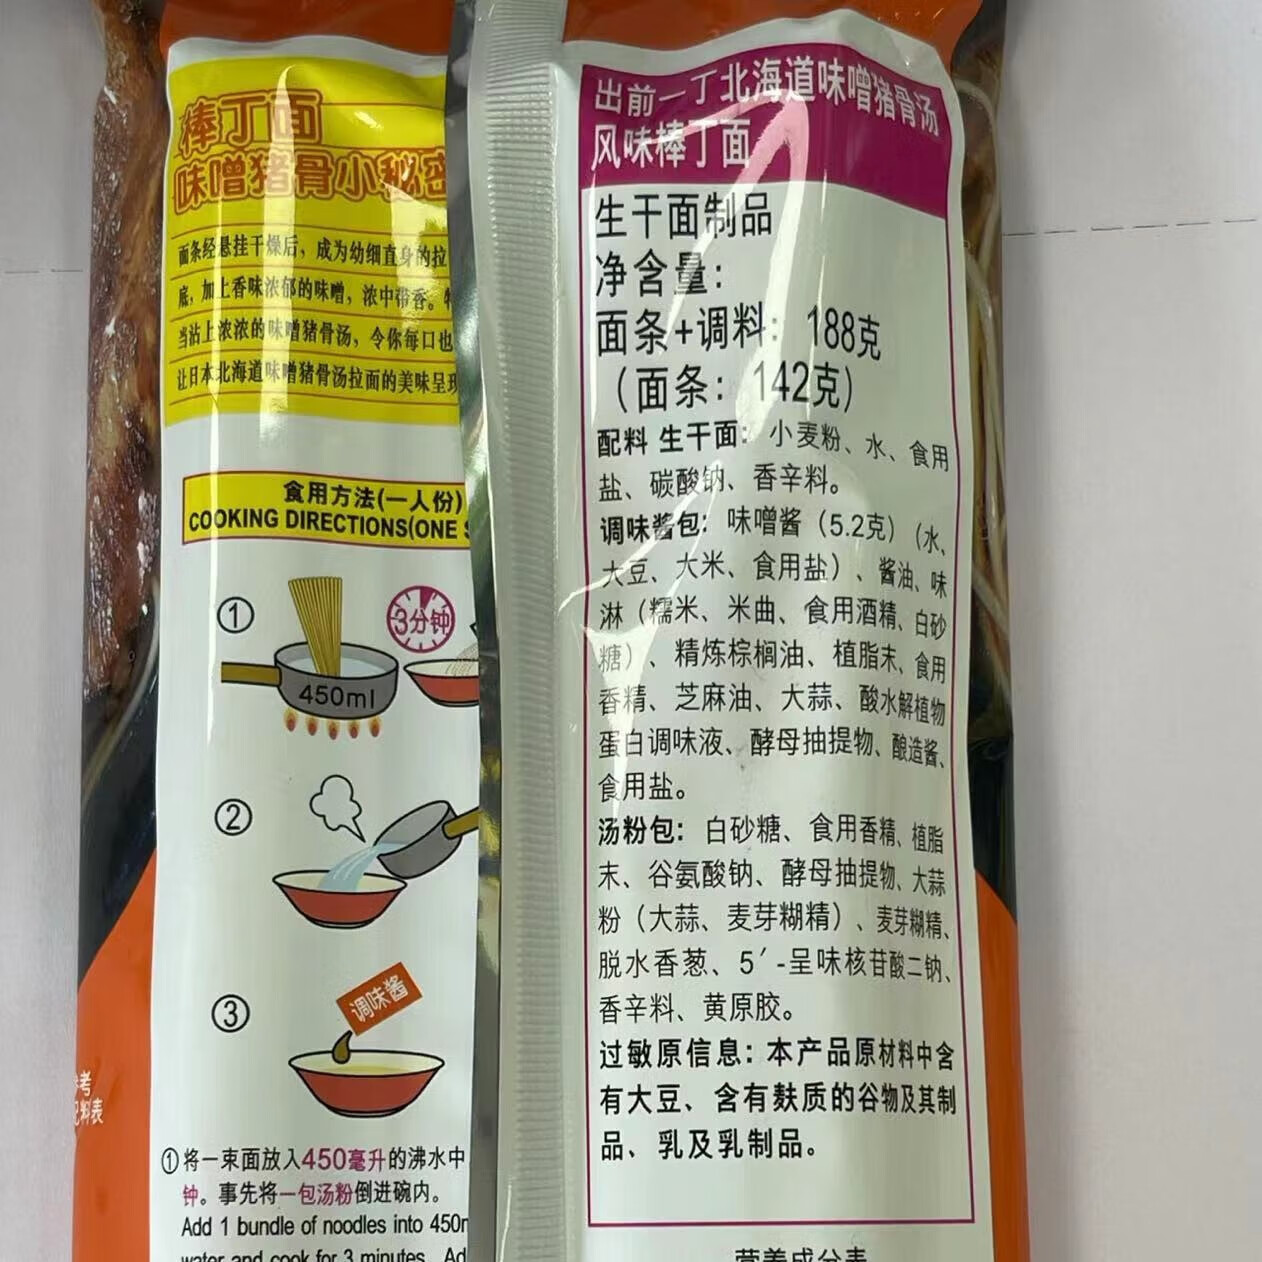 棒丁面
味噌猪骨小秘密
面条经悬挂干燥后，成为幼细直身的拉
底，加上香味浓郁的味噌，浓中带香。
当沾上浓浓的味噌猪骨汤，令你每口也
让日本北海道味噌猪骨汤拉面的美味呈现
食用方法(一人份)
COOKING DIRECTIONS(ONE S
①
3分钟
450ml
②
③
调味酱
①将一束面放入450毫升的沸水中
钟。事先将一包汤粉倒进碗内。
Add 1 bundle of noodles into 450m
water and cook for 3 minutes. Ad
参考
配料表
出前一丁北海道味噌猪骨汤
风味棒丁面
生干面制品
净含量：
面条+调料：188克
（面条：142克）
配料 生干面：小麦粉、水、食用
盐、碳酸钠、香辛料。
调味酱包：味噌酱（5.2克）（水、
大豆、大米、食用盐）、酱油、味
淋（糯米、米曲、食用酒精、白砂
糖）、精炼棕榈油、植脂末、食用
香精、芝麻油、大蒜、酸水解植物
蛋白调味液、酵母抽提物、酿造酱、
食用盐。
汤粉包：白砂糖、食用香精、植脂
末、谷氨酸钠、酵母抽提物、大蒜
粉（大蒜、麦芽糊精）、麦芽糊精、
脱水香葱、5′-呈味核苷酸二钠、
香辛料、黄原胶。
过敏原信息：本产品原材料中含
有大豆、含有麸质的谷物及其制
品、乳及乳制品。
营养成分表